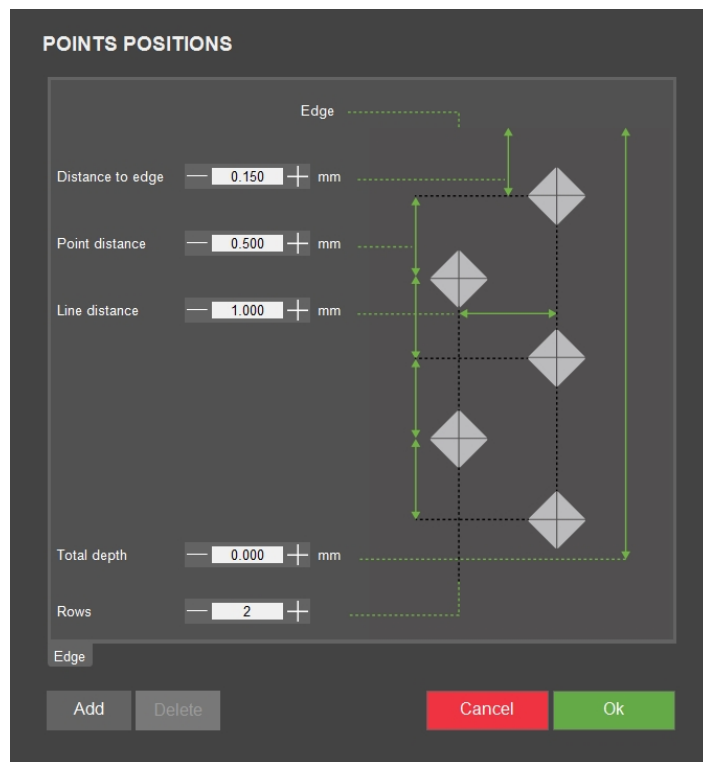 POINTS POSITIONS
Edge
Distance to edge 0.150 mm
Point distance 0.500 mm
Line distance 1.000 mm
Total depth 0.000 mm
Rows 2
Edge
Add Delete Cancel Ok